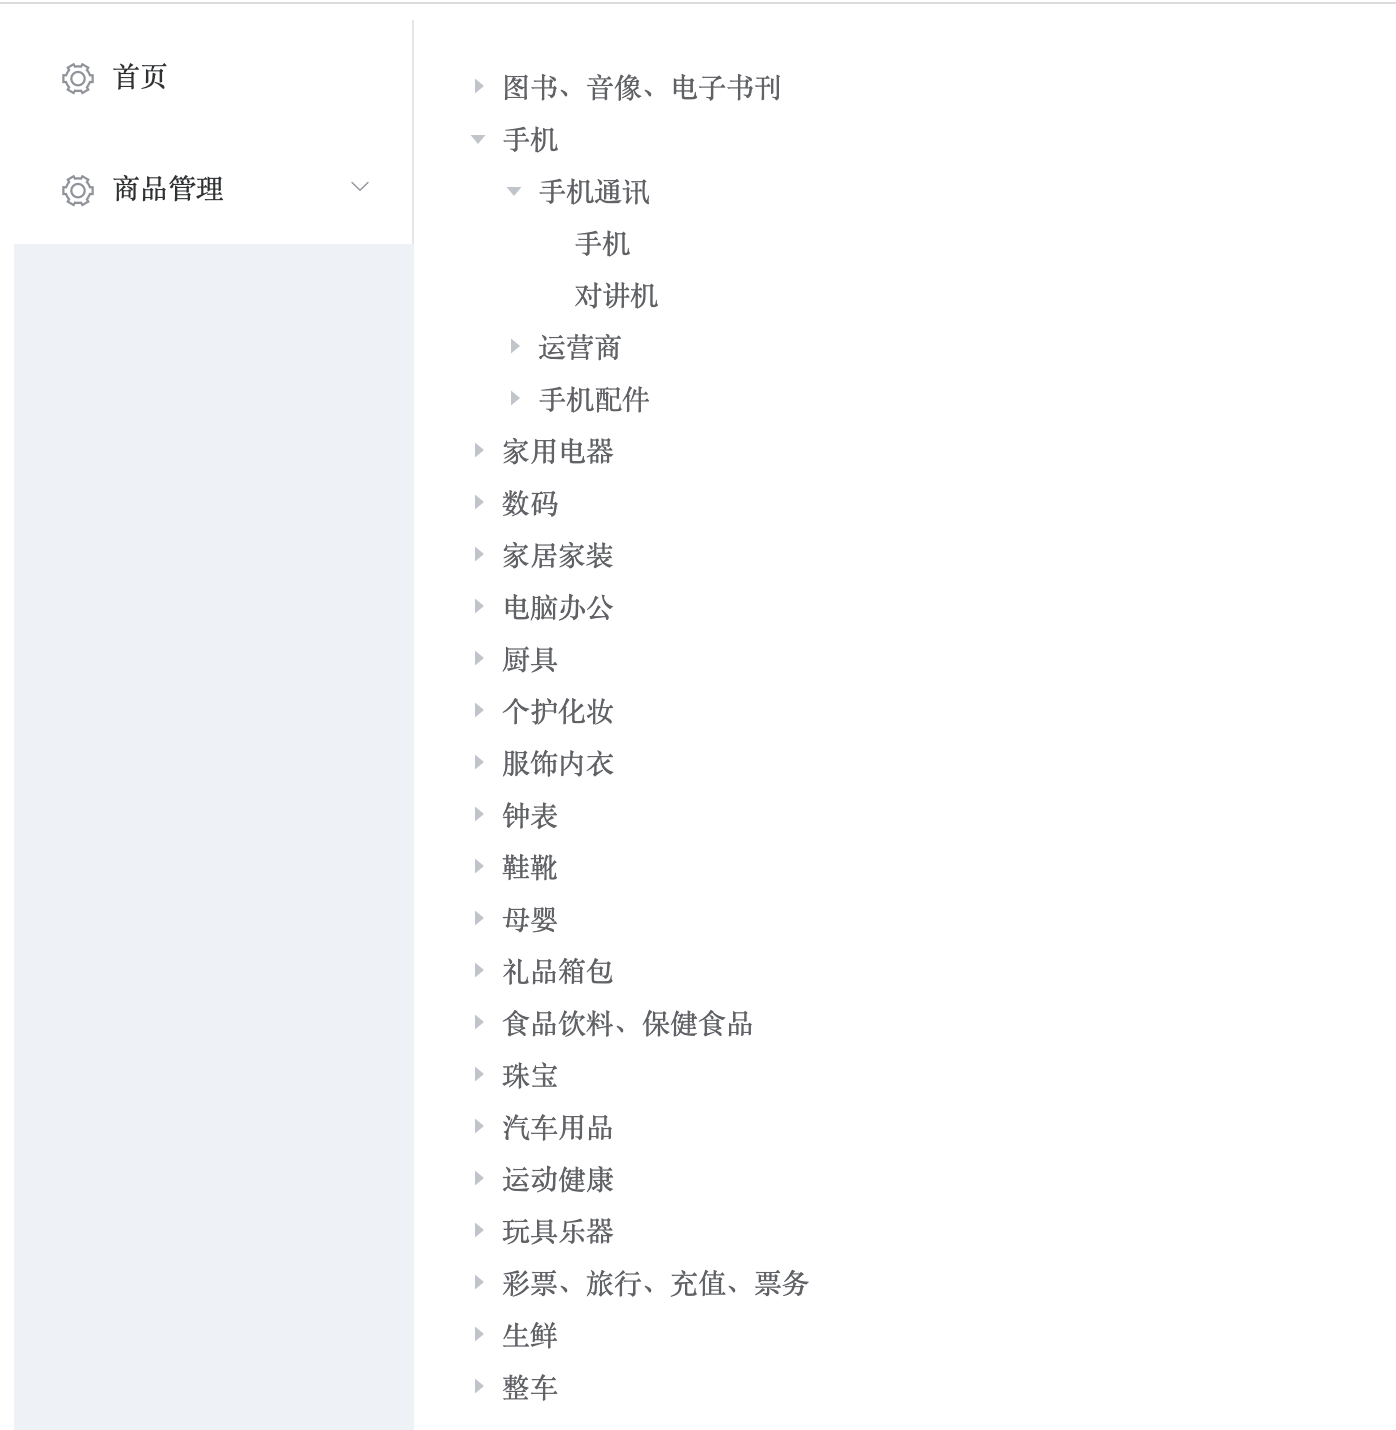 首页
商品管理
图书、音像、电子书刊
手机
手机通讯
手机
对讲机
运营商
手机配件
家用电器
数码
家居家装
电脑办公
厨具
个护化妆
服饰内衣
钟表
鞋靴
母婴
礼品箱包
食品饮料、保健食品
珠宝
汽车用品
运动健康
玩具乐器
彩票、旅行、充值、票务
生鲜
整车